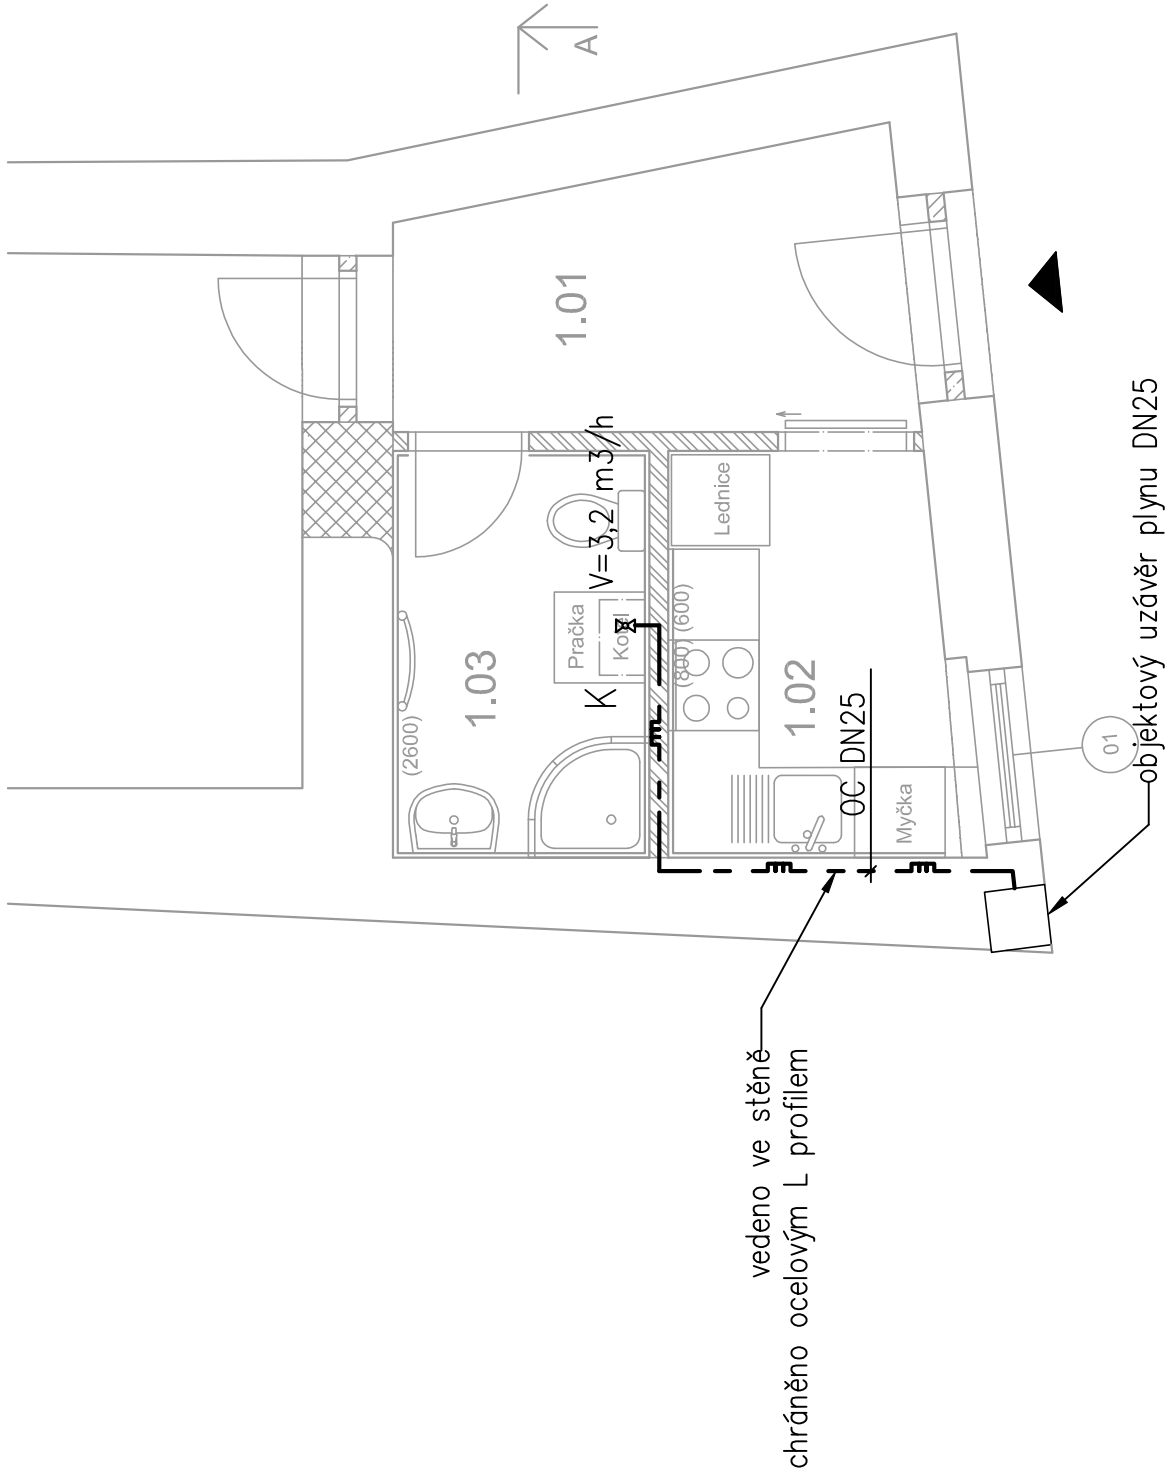 A
1.01
V=3,2 m3/h
Lednice
Pračka
Kotel
K
(800) (600)
1.03
(2600)
1.02
OC DN25
Myčka
01
objektový uzávěr plynu DN25
vedeno ve stěně
chráněno ocelovým L profilem